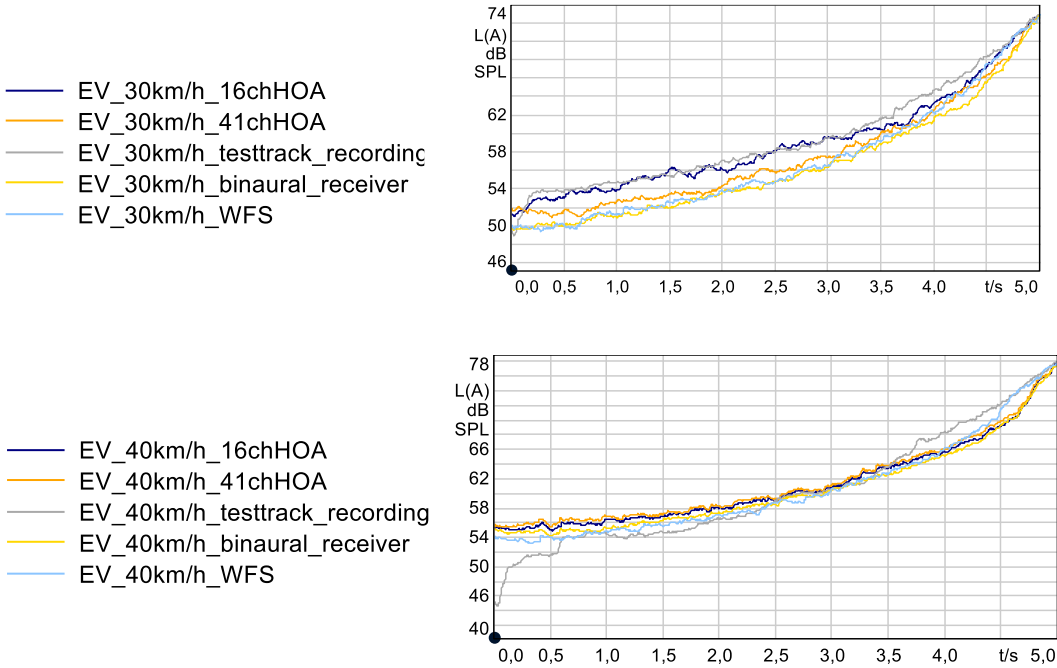 74
L(A)
dB
SPL
62
58
54
50
46
EV_30km/h_16chHOA
EV_30km/h_41chHOA
EV_30km/h_testtrack_recording
EV_30km/h_binaural_receiver
EV_30km/h_WFS
0,0 0,5 1,0 1,5 2,0 2,5 3,0 3,5 4,0 t/s 5,0
78
L(A)
dB
SPL
66
62
58
54
50
46
40
EV_40km/h_16chHOA
EV_40km/h_41chHOA
EV_40km/h_testtrack_recording
EV_40km/h_binaural_receiver
EV_40km/h_WFS
0,0 0,5 1,0 1,5 2,0 2,5 3,0 3,5 4,0 t/s 5,0